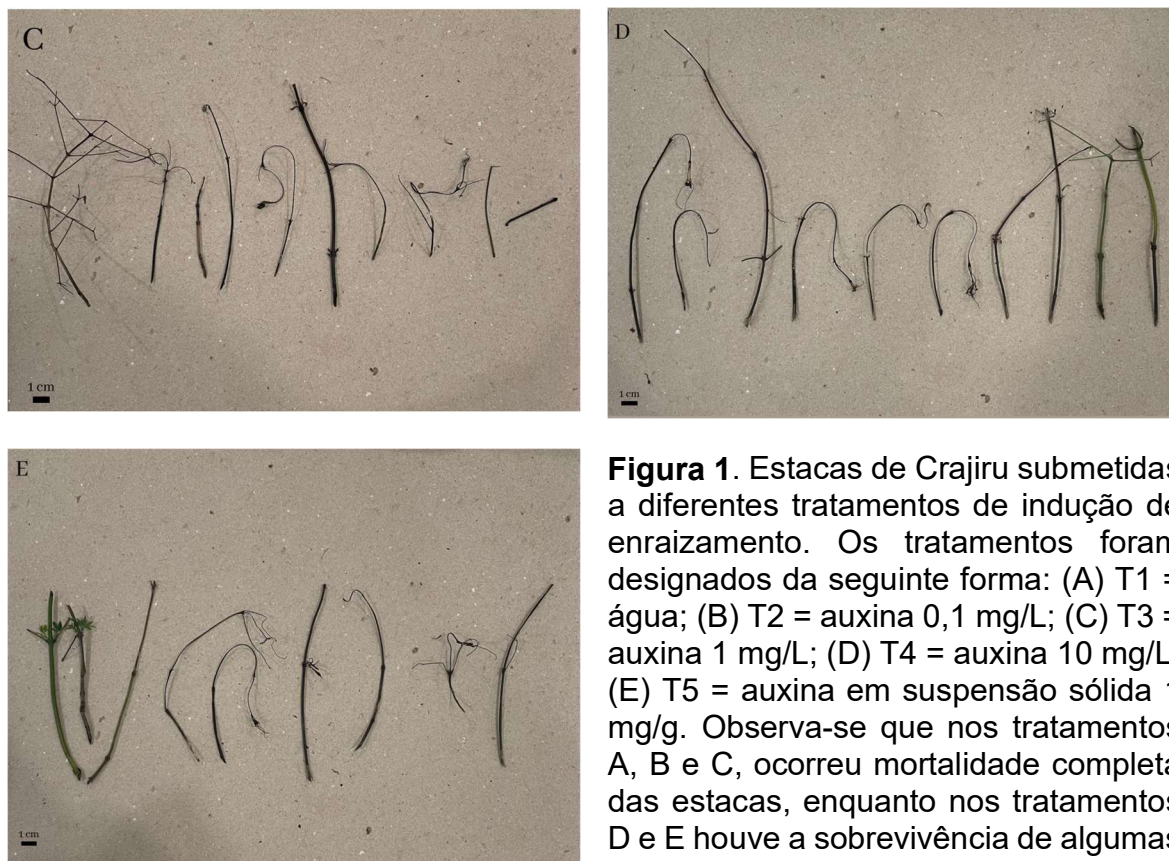 C
1 cm
D
1 cm
E
1 cm
Figura 1. Estacas de Crajiru submetidas
a diferentes tratamentos de indução de
enraizamento. Os tratamentos foram
designados da seguinte forma: (A) T1 =
água; (B) T2 = auxina 0,1 mg/L; (C) T3 =
auxina 1 mg/L; (D) T4 = auxina 10 mg/L
(E) T5 = auxina em suspensão sólida
mg/g. Observa-se que nos tratamentos
A, B e C, ocorreu mortalidade completa
das estacas, enquanto nos tratamentos
D e E houve a sobrevivência de algumas